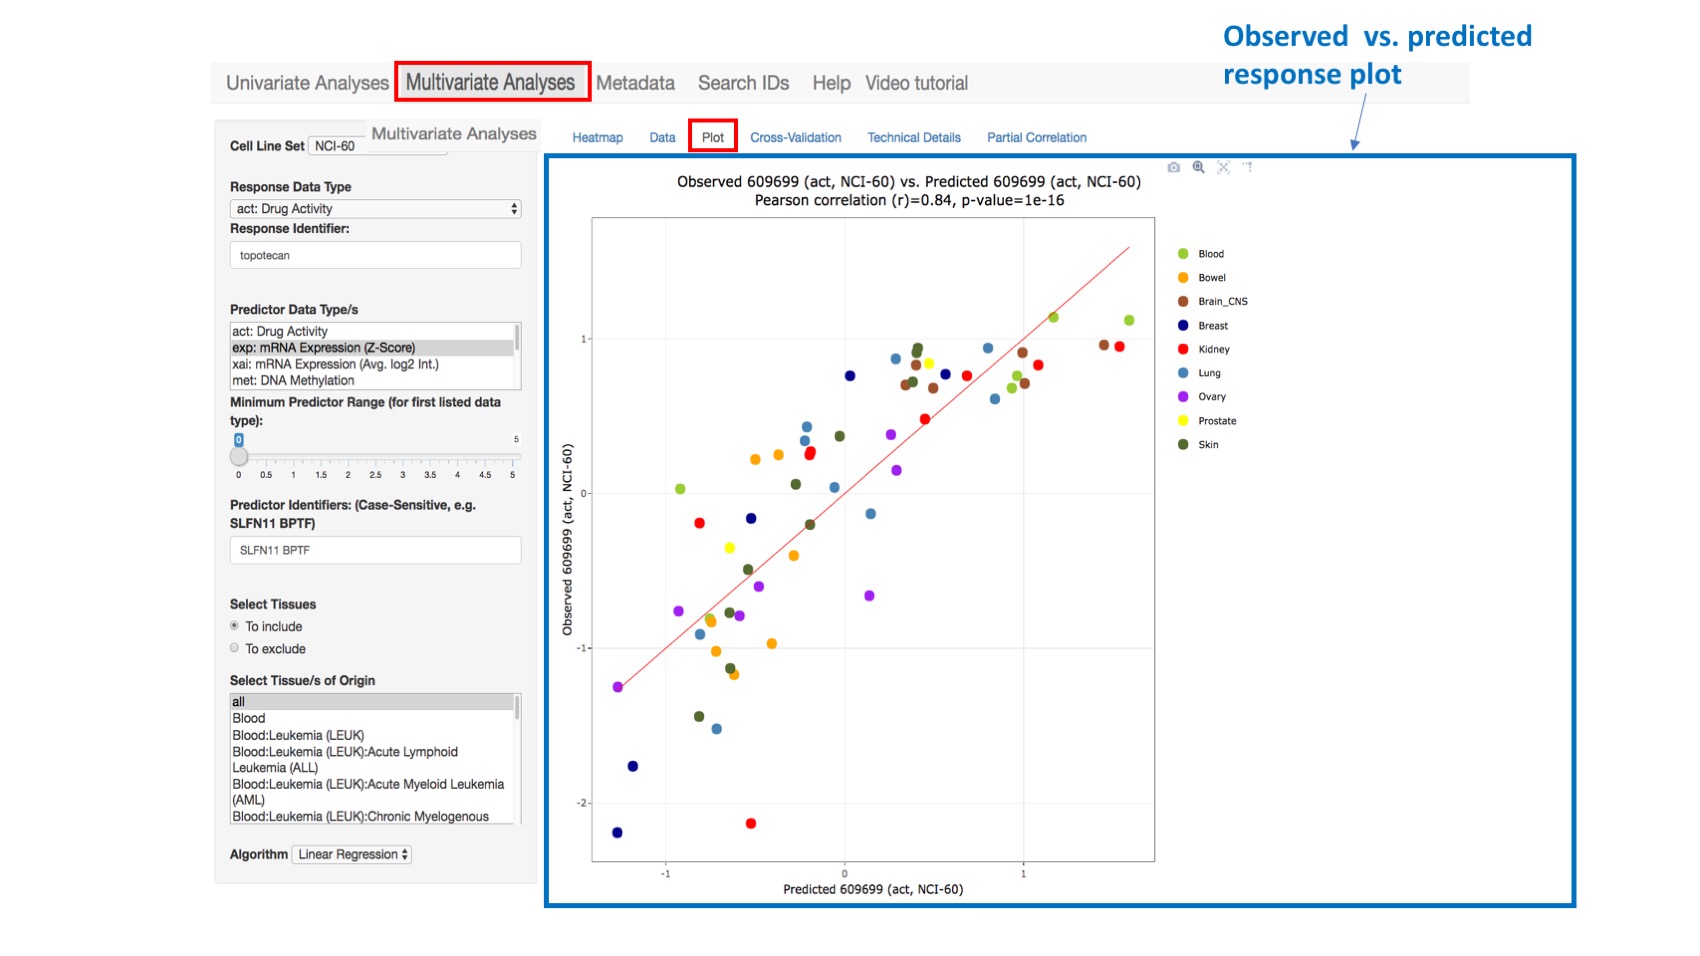 Observed vs. predicted
response plot
Univariate Analyses Multivariate Analyses Metadata Search IDs Help Video tutorial
Multivariate Analyses
Cell Line Set NCI-60
Heatmap Data Plot Cross-Validation Technical Details Partial Correlation
Response Data Type
act: Drug Activity
Response Identifier:
topotecan
Predictor Data Type/s
act: Drug Activity
exp: mRNA Expression (Z-Score)
xai: mRNA Expression (Avg. log2 Int.)
met: DNA Methylation
Minimum Predictor Range (for first listed data
type):
0 5
0 0.5 1 1.5 2 2.5 3 3.5 4 4.5 5
Predictor Identifiers: (Case-Sensitive, e.g.
SLFN11 BPTF)
SLFN11 BPTF
Select Tissues
To include
To exclude
Select Tissue/s of Origin
all
Blood
Blood:Leukemia (LEUK)
Blood:Leukemia (LEUK):Acute Lymphoid
Leukemia (ALL)
Blood:Leukemia (LEUK):Acute Myeloid Leukemia
(AML)
Blood:Leukemia (LEUK):Chronic Myelogenous
Algorithm Linear Regression
Observed 609699 (act, NCI-60) vs. Predicted 609699 (act, NCI-60)
Pearson correlation (r)=0.84, p-value=1e-16
Observed 609699 (act, NCI-60)
1
0
-1
-2
-1 0 1
Predicted 609699 (act, NCI-60)
Blood
Bowel
Brain_CNS
Breast
Kidney
Lung
Ovary
Prostate
Skin